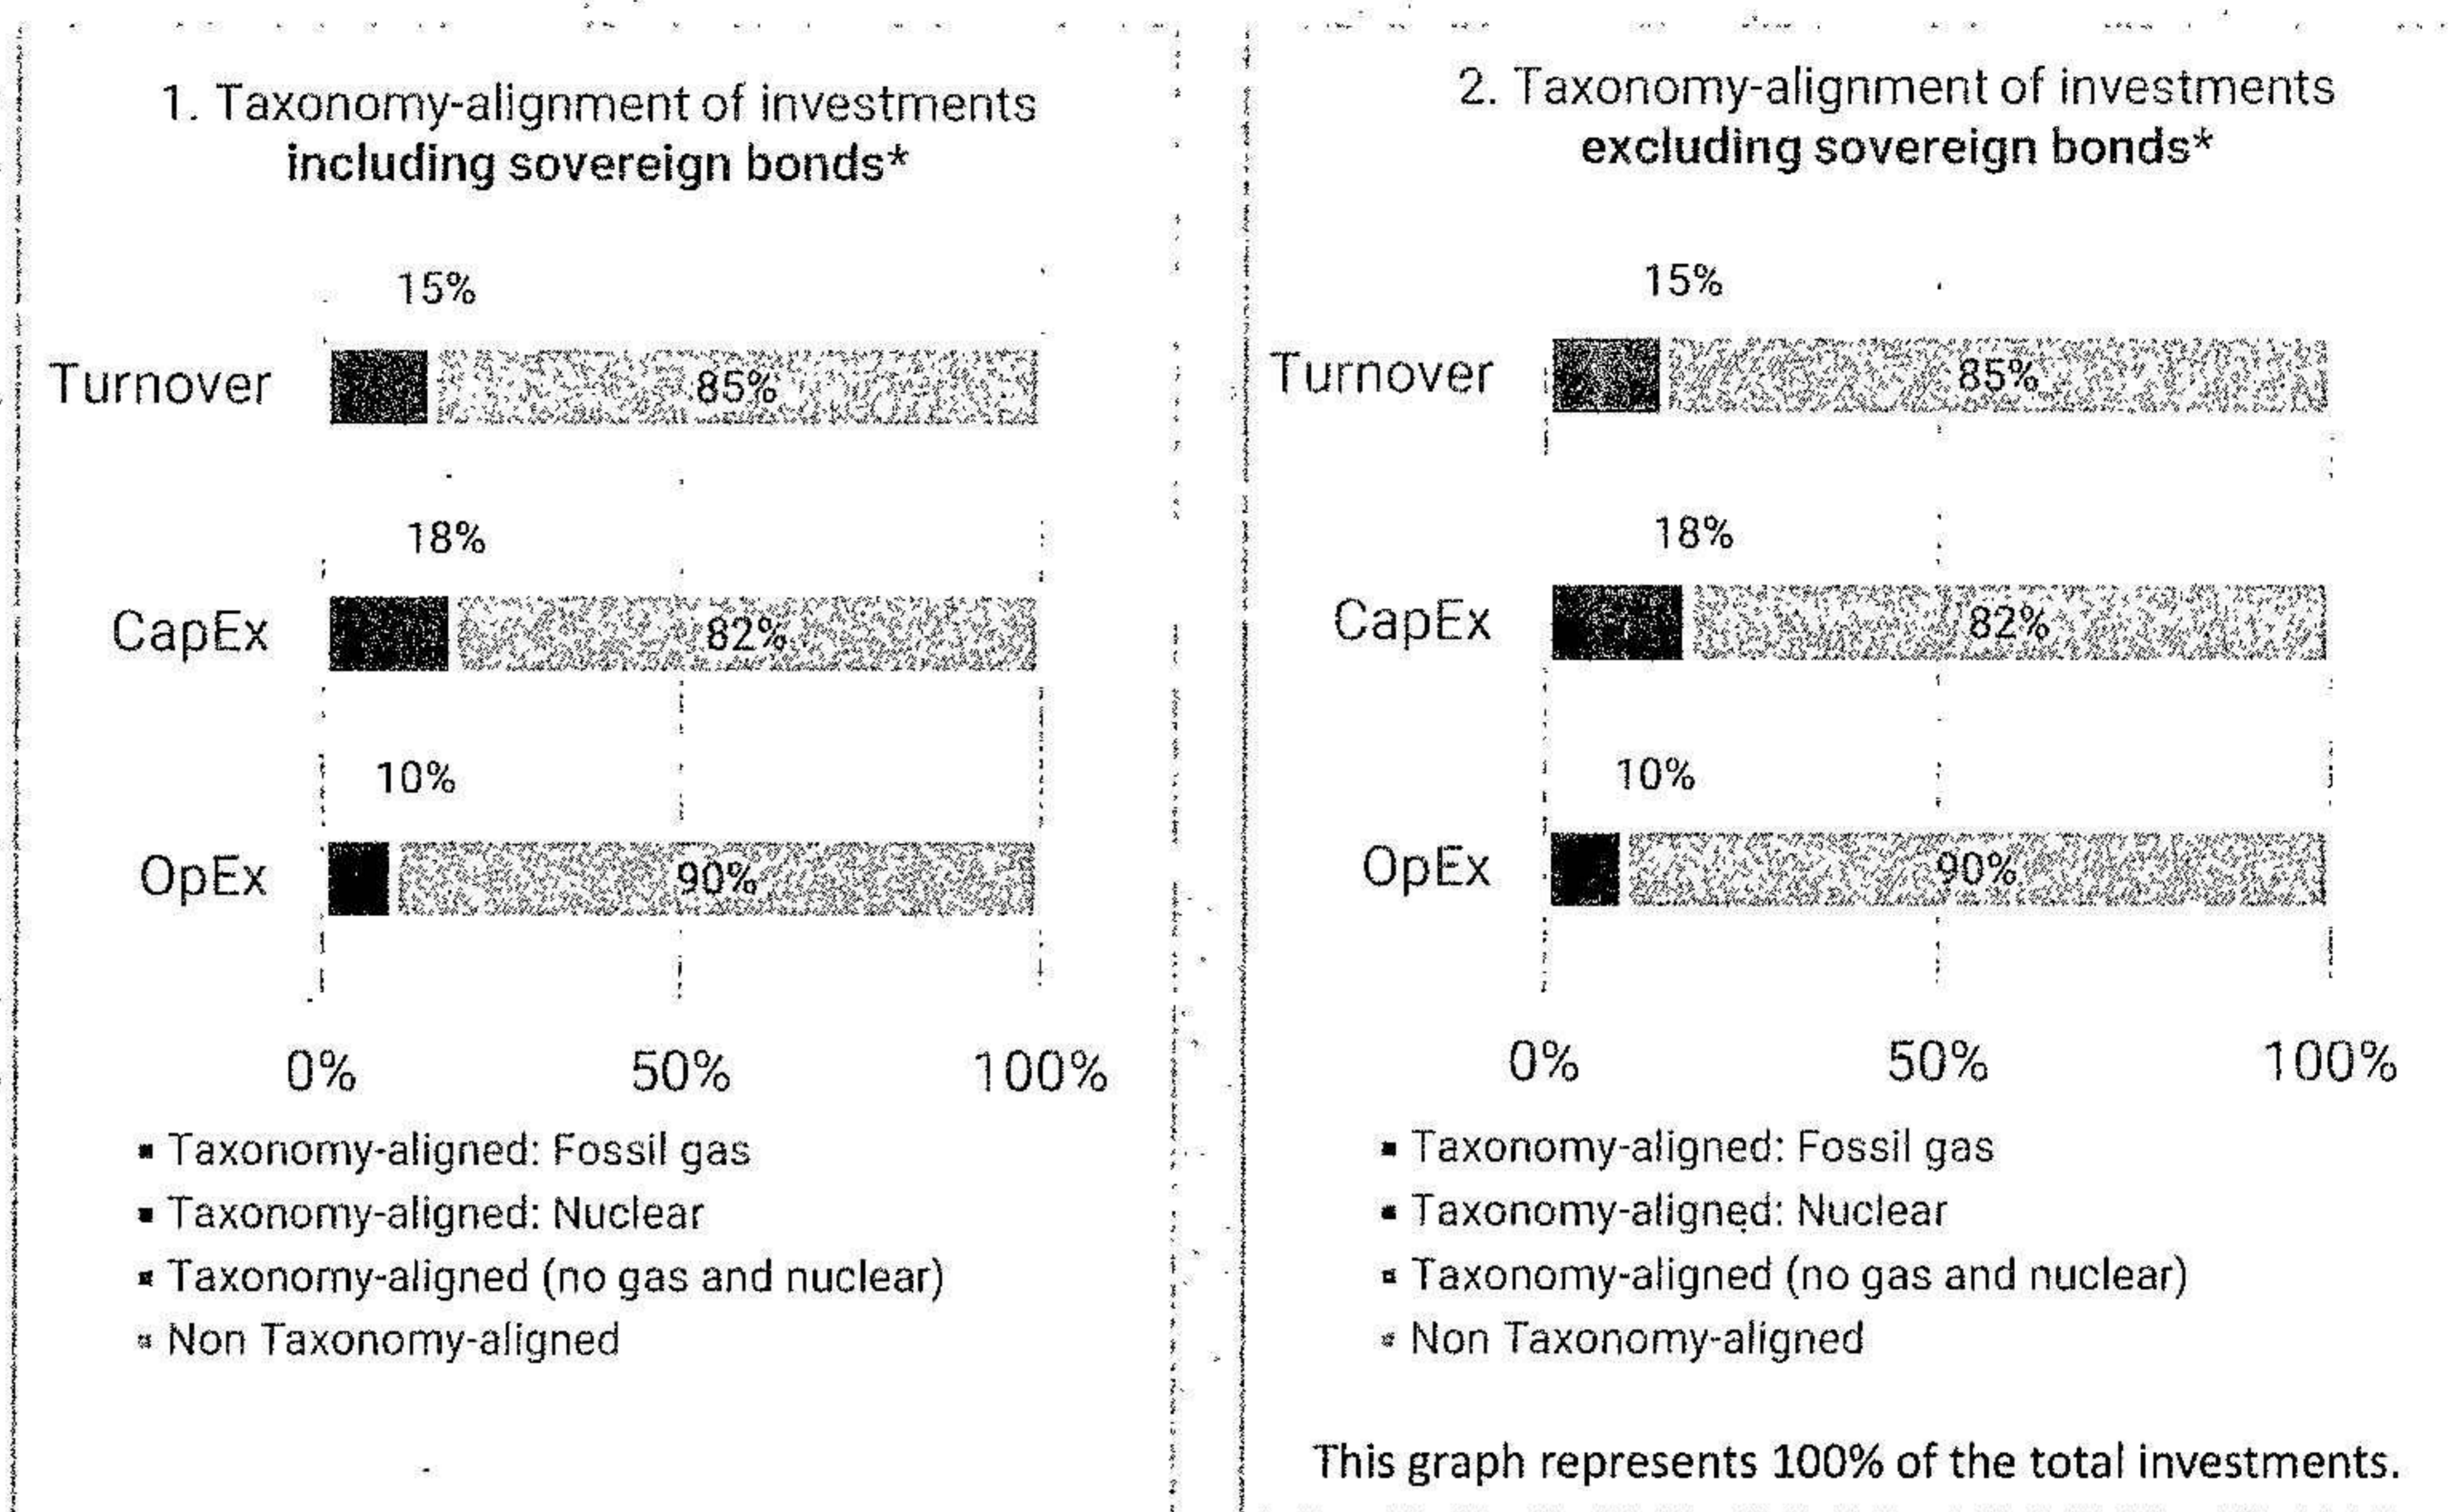 1. Taxonomy-alignment of investments
including sovereign bonds*
15%
Turnover
85%
18%
CapEx
82%
10%
OpEx
90%
0% 50% 100%
Taxonomy-aligned: Fossil gas
Taxonomy-aligned: Nuclear
Taxonomy-aligned (no gas and nuclear)
Non Taxonomy-aligned
2. Taxonomy-alignment of investments
excluding sovereign bonds*
15%
Turnover
85%
18%
CapEx
82%
10%
OpEx
90%
0% 50% 100%
Taxonomy-aligned: Fossil gas
Taxonomy-aligned: Nuclear
Taxonomy-aligned (no gas and nuclear)
Non Taxonomy-aligned
This graph represents 100% of the total investments.